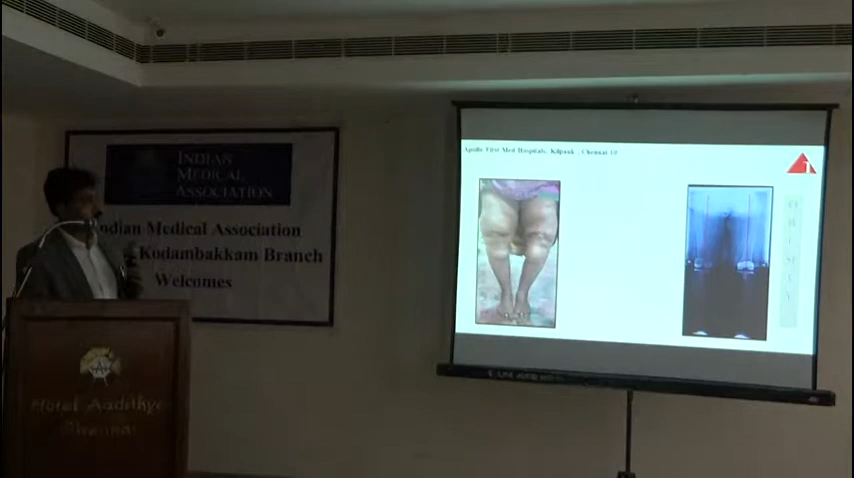 INDIAN
MEDICAL
ASSOCIATION
Indian Medical Association
Kodambakkam Branch
Welcomes
Apollo First Med Hospitals, Kilpauk , Chennai 10
OBESITY
Hotel Aadithya
Chennai